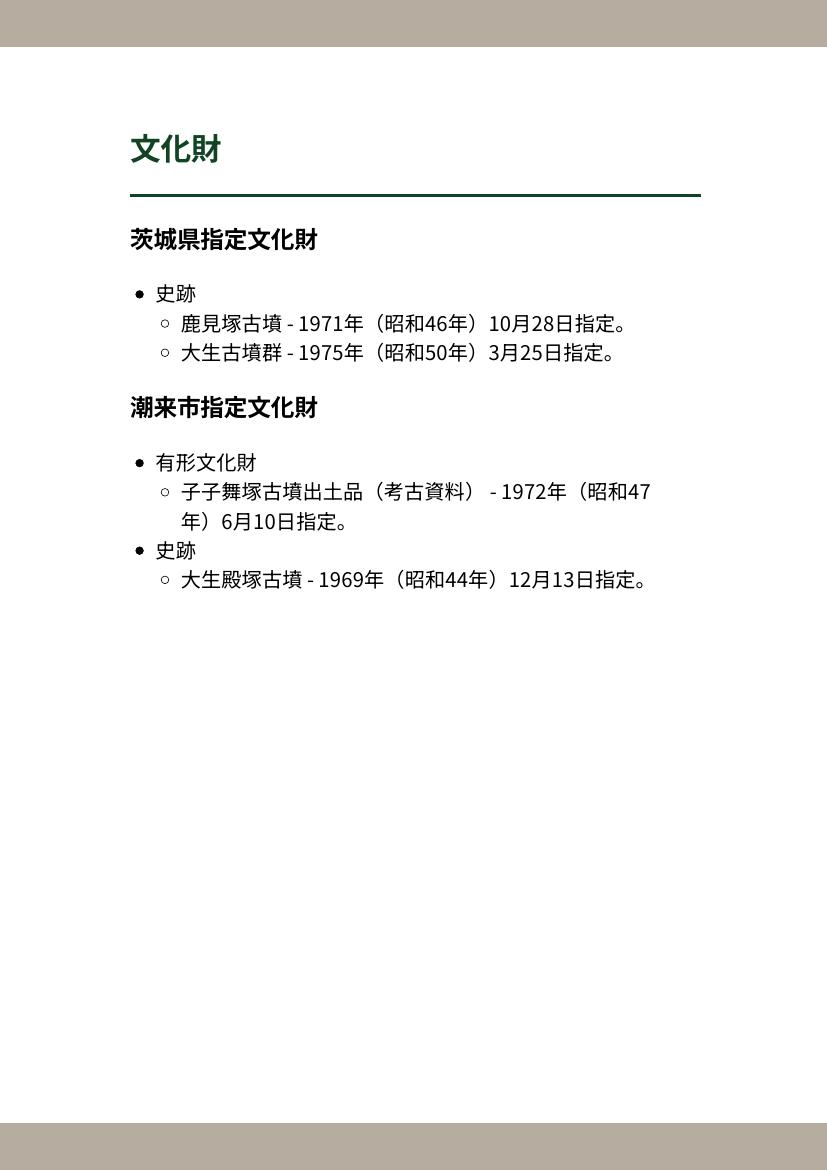 文化財
茨城県指定文化財
• 史跡
◦ 鹿見塚古墳 - 1971年（昭和46年）10月28日指定。
◦ 大生古墳群 - 1975年（昭和50年）3月25日指定。
潮来市指定文化財
• 有形文化財
◦ 子子舞塚古墳出土品（考古資料） - 1972年（昭和47
年）6月10日指定。
• 史跡
◦ 大生殿塚古墳 - 1969年（昭和44年）12月13日指定。